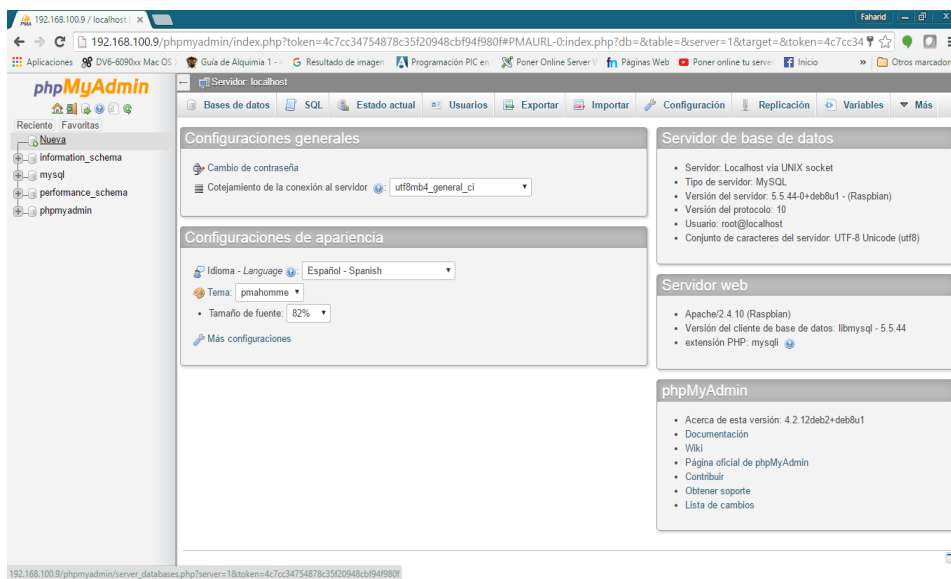 192.168.100.9 / localhost |
Faharid
192.168.100.9/phpmyadmin/index.php?token=4c7cc34754878c35f20948cbf94f980f#PMAURL-0:index.php?db=&table=&server=1&target=&token=4c7cc34
Aplicaciones
DV6-6090xx Mac OS
Guía de Alquimia 1 -
Resultado de imagen
Programación PIC en
Poner Online Server V
Páginas Web
Poner online tu server
Inicio
»
Otros marcadore
phpMyAdmin
Reciente Favoritas
Nueva
information_schema
mysql
performance_schema
phpmyadmin
Servidor: localhost
Bases de datos
SQL
Estado actual
Usuarios
Exportar
Importar
Configuración
Replicación
Variables
Más
Configuraciones generales
Cambio de contraseña
Cotejamiento de la conexión al servidor : utf8mb4_general_ci
Configuraciones de apariencia
Idioma - Language : Español - Spanish
Tema: pmahomme
• Tamaño de fuente: 82%
Más configuraciones
Servidor de base de datos
• Servidor: Localhost via UNIX socket
• Tipo de servidor: MySQL
• Versión del servidor: 5.5.44-0+deb8u1 - (Raspbian)
• Versión del protocolo: 10
• Usuario: root@localhost
• Conjunto de caracteres del servidor: UTF-8 Unicode (utf8)
Servidor web
• Apache/2.4.10 (Raspbian)
• Versión del cliente de base de datos: libmysql - 5.5.44
• extensión PHP: mysqli
phpMyAdmin
• Acerca de esta versión: 4.2.12deb2+deb8u1
• Documentación
• Wiki
• Página oficial de phpMyAdmin
• Contribuir
• Obtener soporte
• Lista de cambios
192.168.100.9/phpmyadmin/server_databases.php?server=1&token=4c7cc34754878c35f20948cbf94f980f